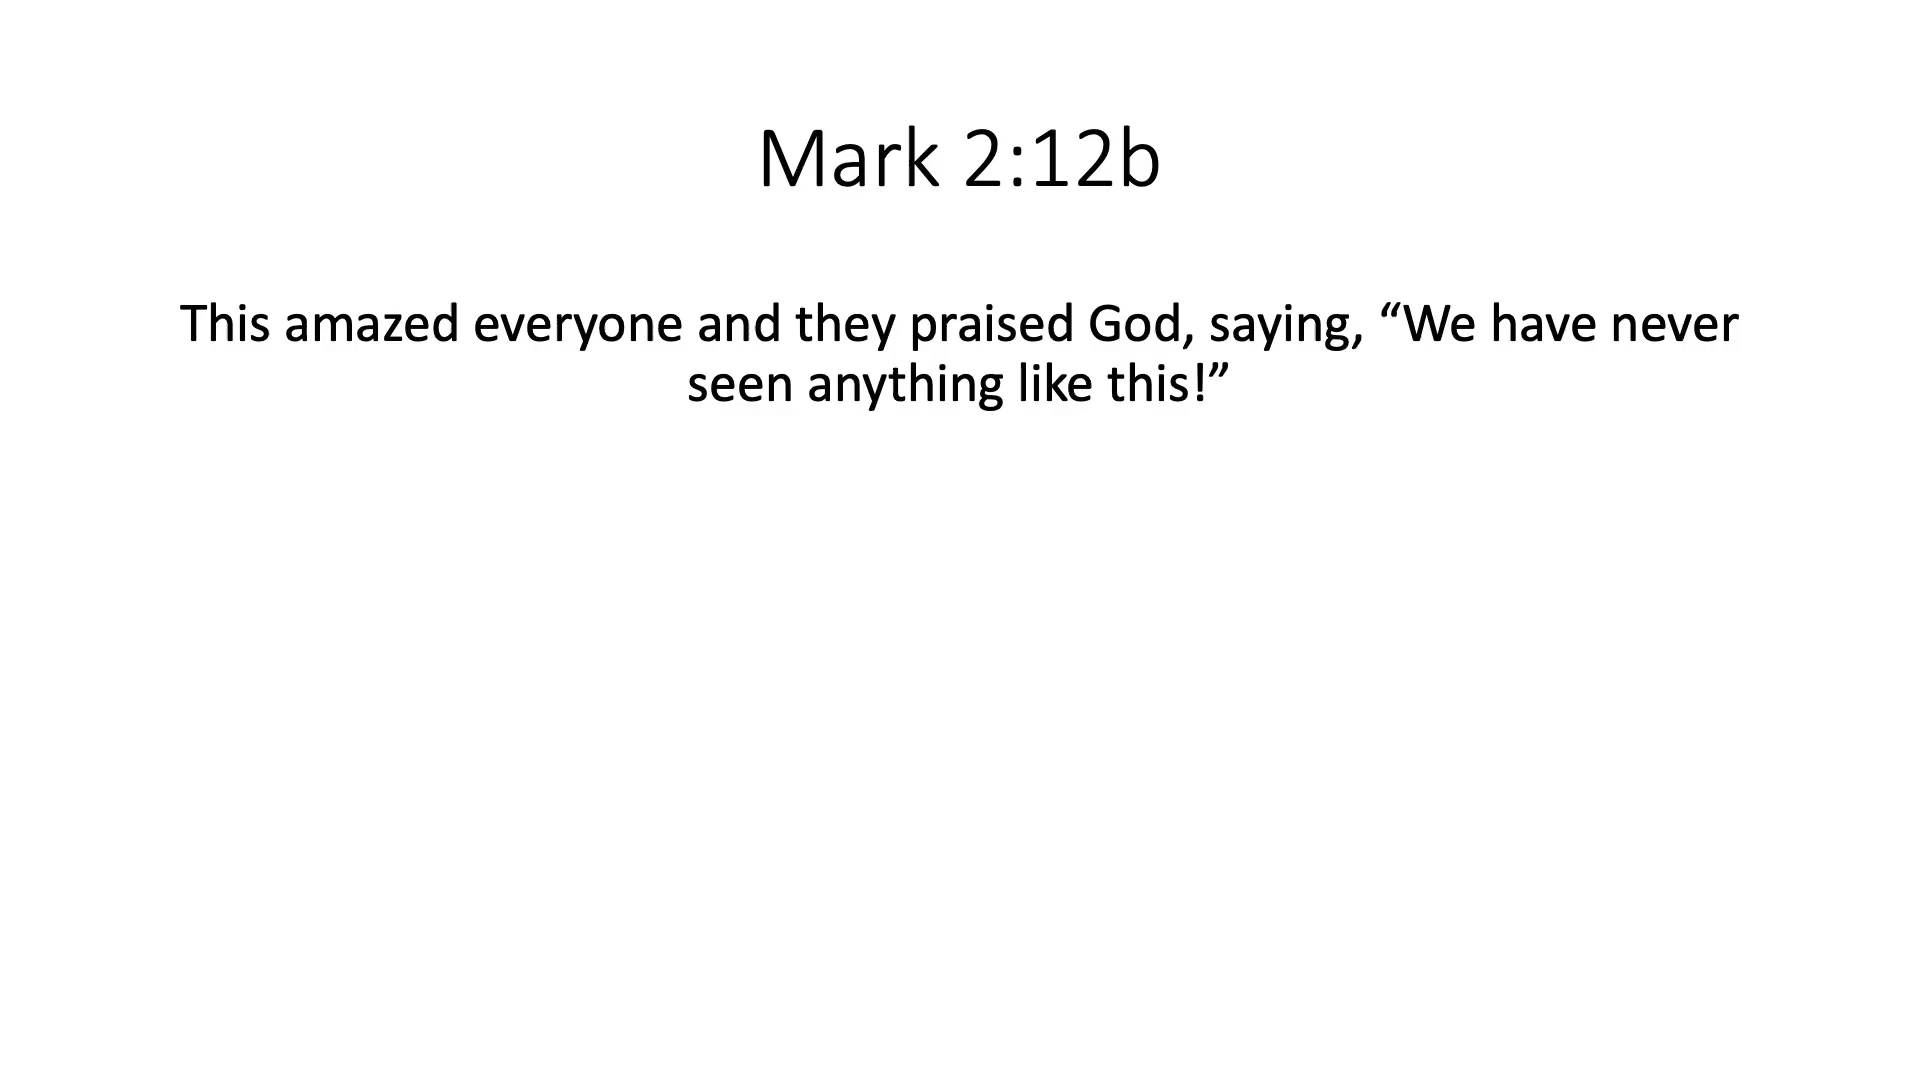 Mark 2:12b
This amazed everyone and they praised God, saying, “We have never
seen anything like this!”